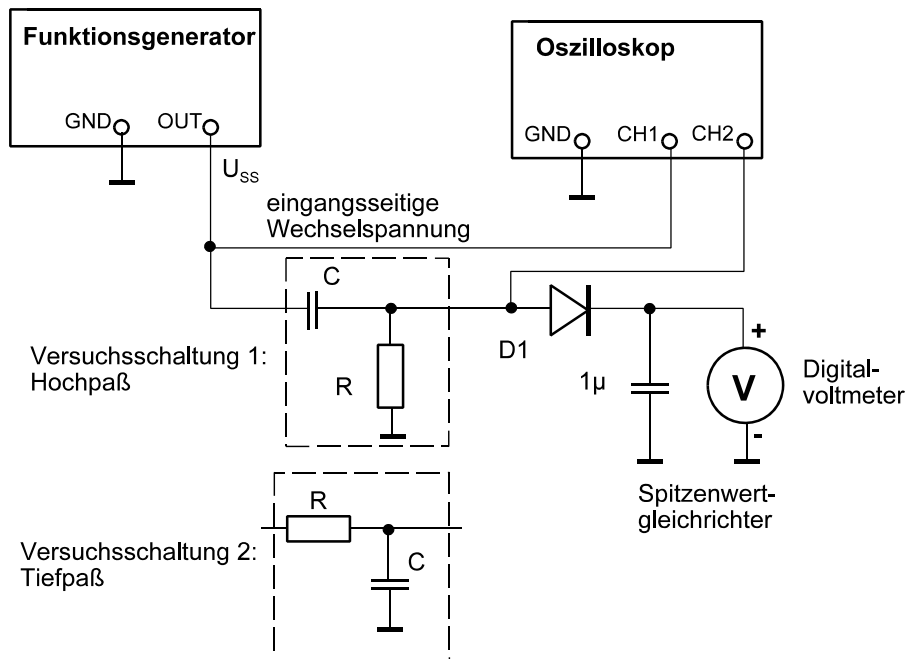 Funktionsgenerator
GND
OUT
U_SS
Oszilloskop
GND
CH1
CH2
eingangsseitige
Wechselspannung
C
Versuchsschaltung 1:
Hochpaß
R
D1
1µ
+
V
-
Digital-
voltmeter
Spitzenwert-
gleichrichter
R
Versuchsschaltung 2:
Tiefpaß
C